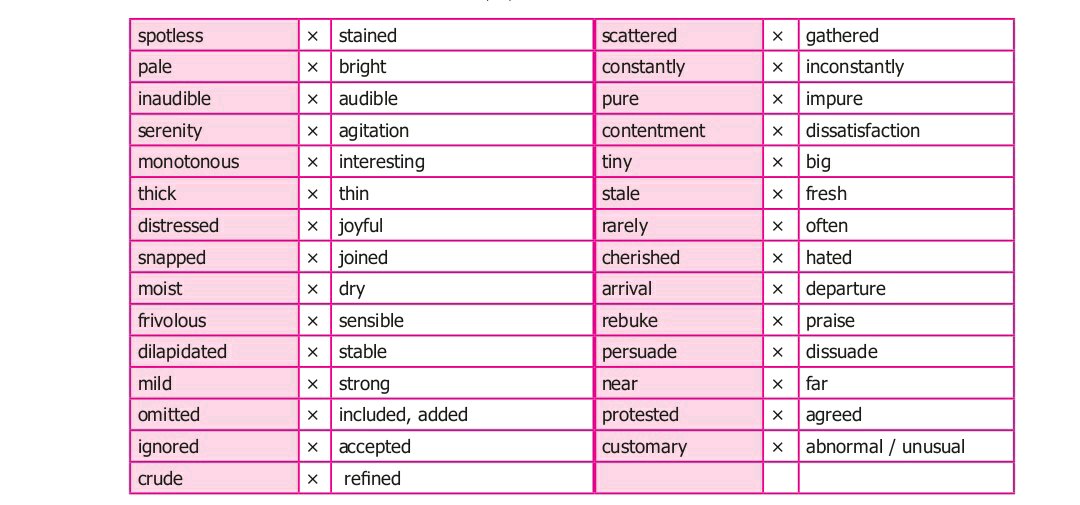 spotless × stained scattered × gathered
pale × bright constantly × inconstantly
inaudible × audible pure × impure
serenity × agitation contentment × dissatisfaction
monotonous × interesting tiny × big
thick × thin stale × fresh
distressed × joyful rarely × often
snapped × joined cherished × hated
moist × dry arrival × departure
frivolous × sensible rebuke × praise
dilapidated × stable persuade × dissuade
mild × strong near × far
omitted × included, added protested × agreed
ignored × accepted customary × abnormal / unusual
crude × refined